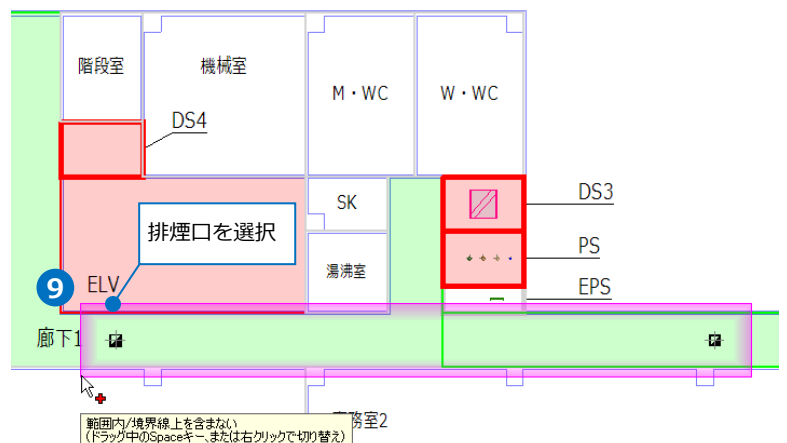 階段室
機械室
M・WC
W・WC
DS4
SK
DS3
排煙口を選択
PS
湯沸室
9
ELV
EPS
廊下1
務室2
範囲内/境界線上を含まない
(ドラッグ中のSpaceキー、または右クリックで切り替え)